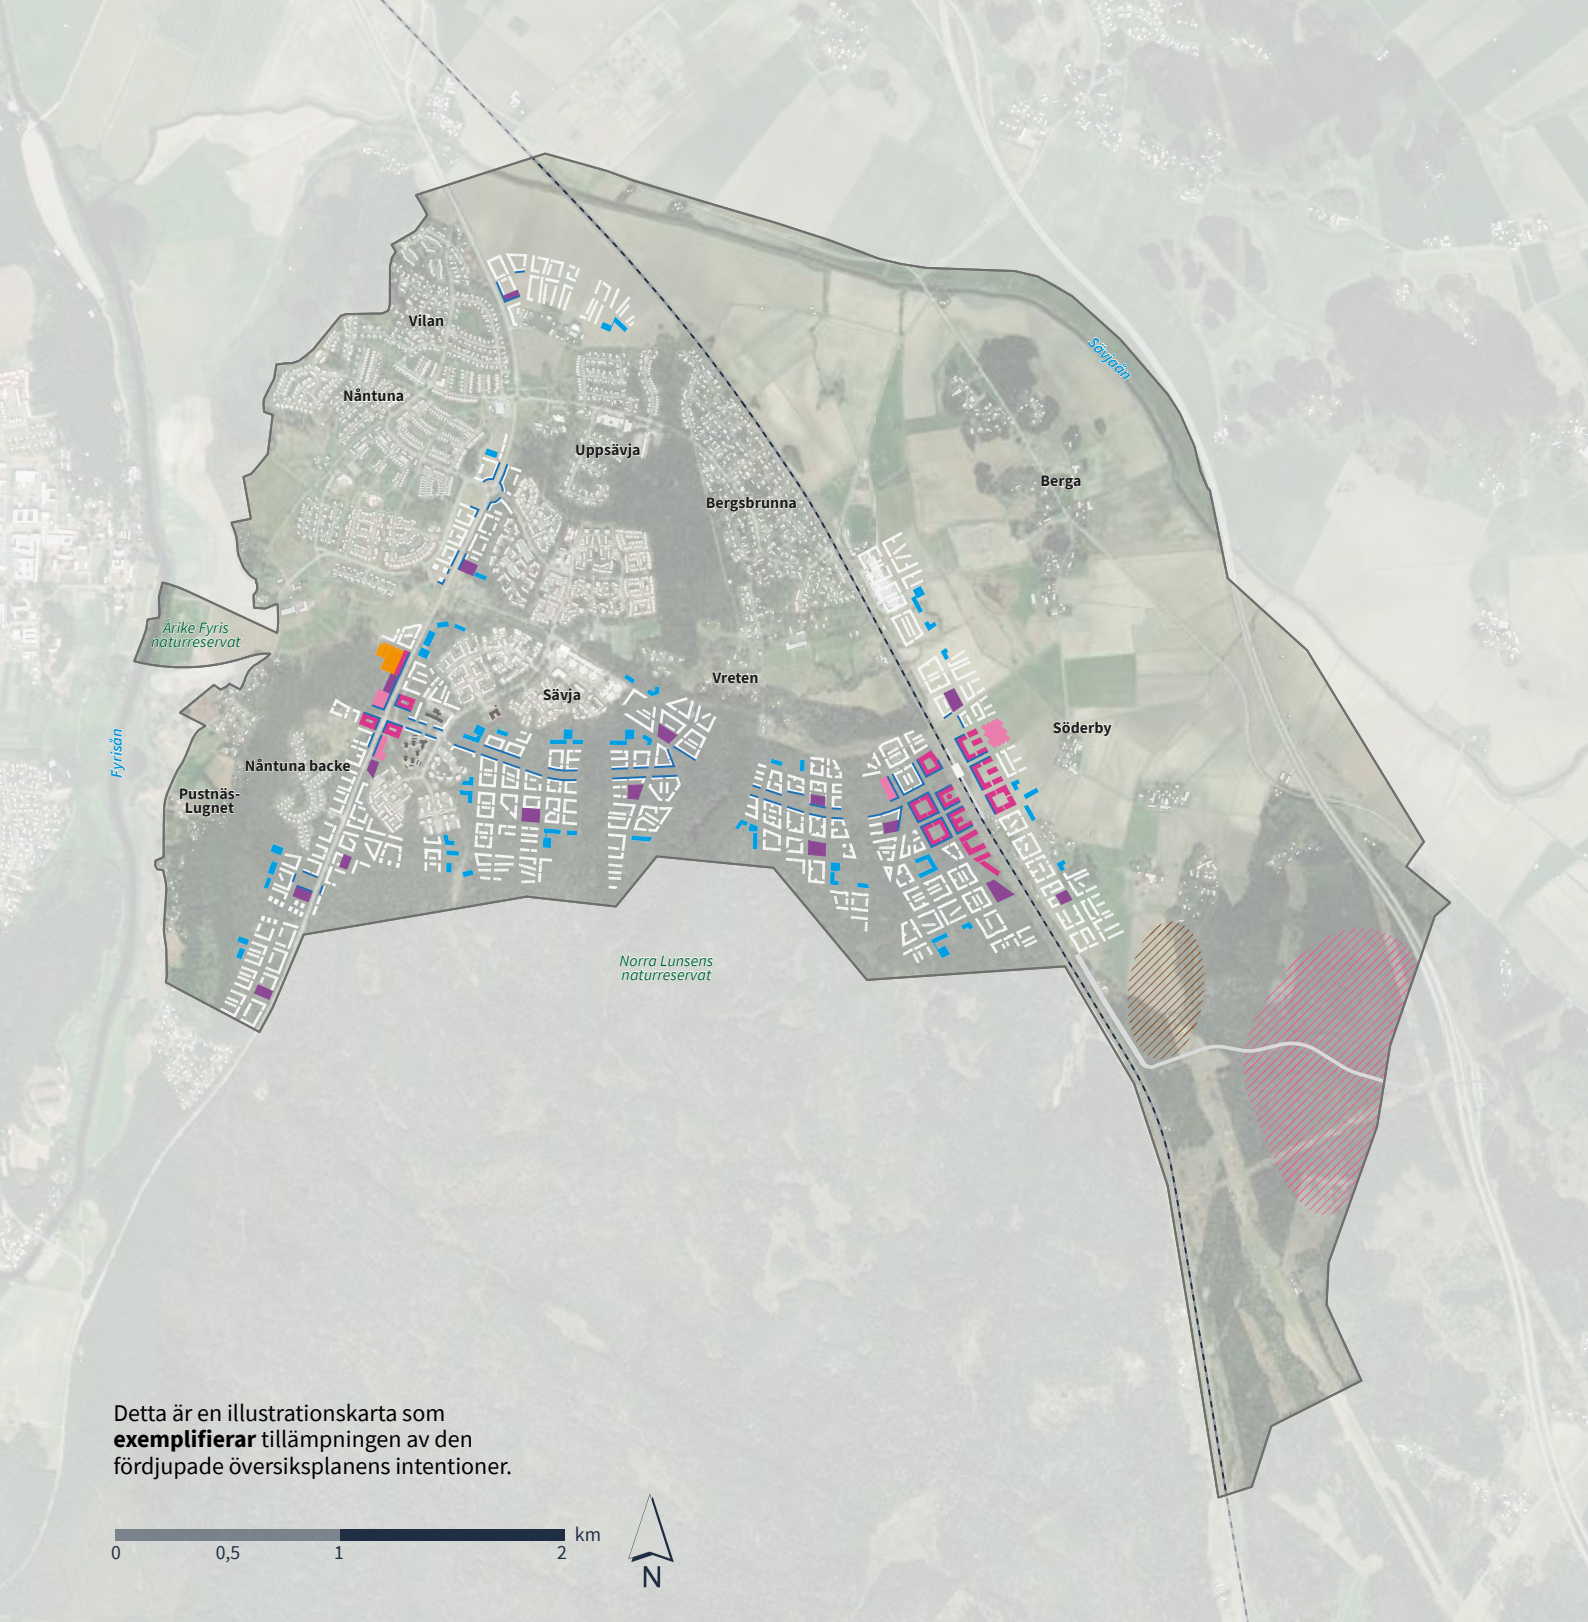 Sävjaån
Vilan
Nåntuna
Uppsävja
Berga
Bergsbrunna
Årike Fyris
naturreservat
Vreten
Sävja
Söderby
Fyrisån
Nåntuna backe
Pustnäs-
Lugnet
Norra Lunsens
naturreservat
Detta är en illustrationskarta som
exemplifierar tillämpningen av den
fördjupade översiksplanens intentioner.
km
0 0,5 1 2
N